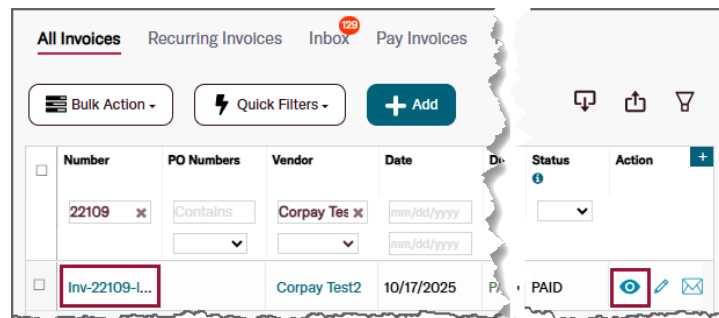 129
All Invoices Recurring Invoices Inbox Pay Invoices
Bulk Action Quick Filters + Add
Number PO Numbers Vendor Date Status Action +
22109 x Contains Corpay Tes x mm/dd/yyyy
mm/dd/yyyy
Inv-22109-I... Corpay Test2 10/17/2025 PAID